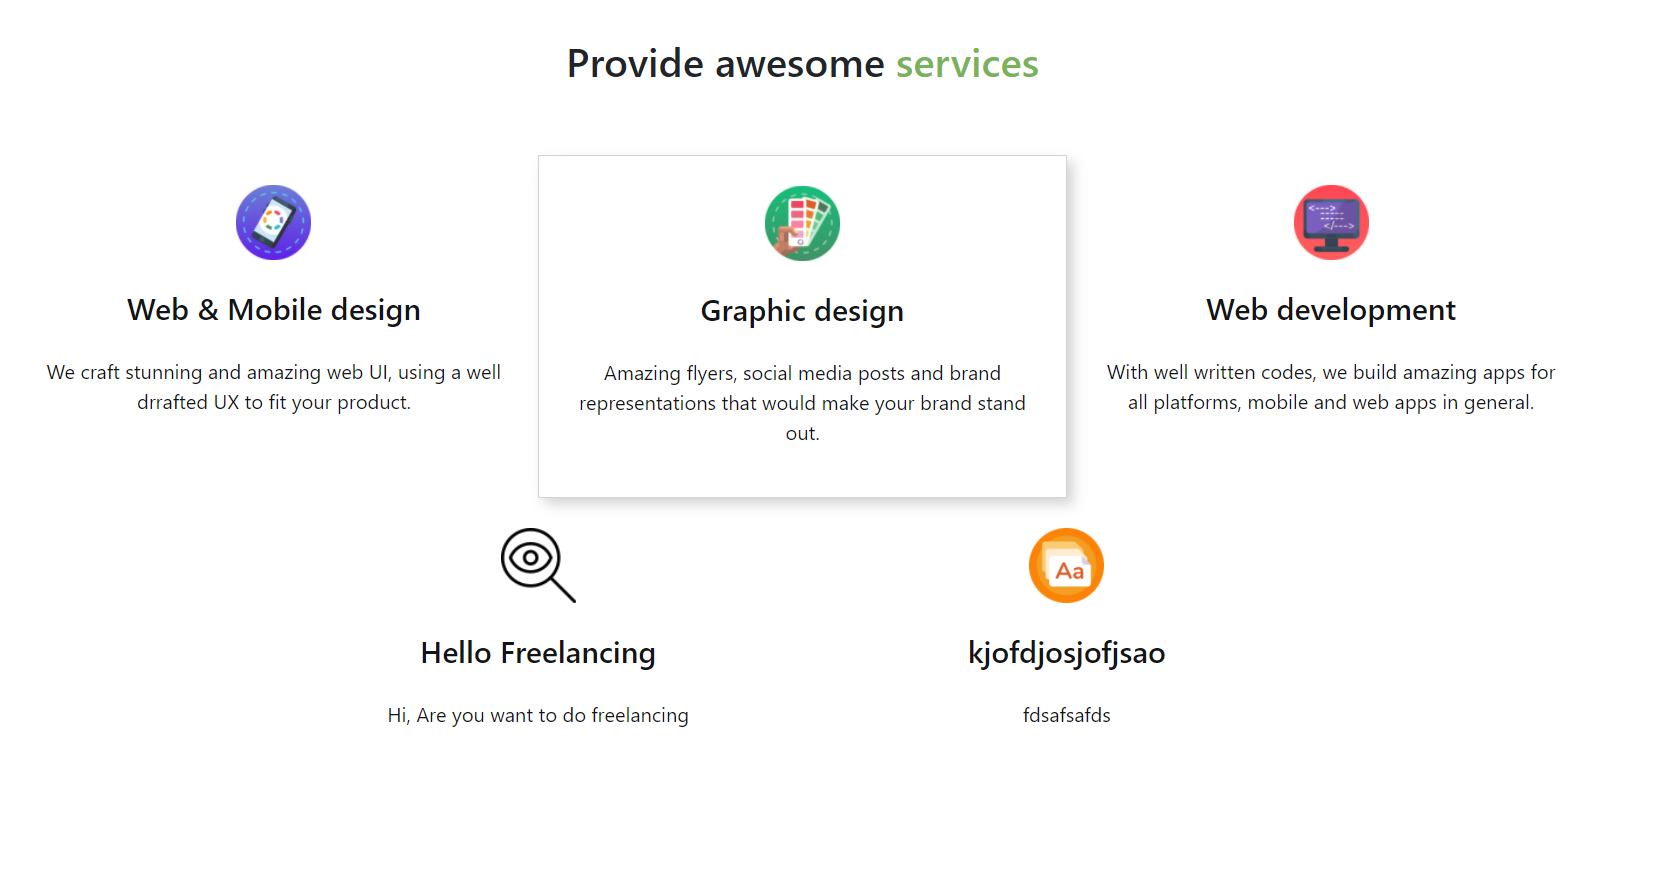 Provide awesome services
Web & Mobile design
We craft stunning and amazing web UI, using a well
drrafted UX to fit your product.
Graphic design
Amazing flyers, social media posts and brand
representations that would make your brand stand
out.
<--->
</--->
Web development
With well written codes, we build amazing apps for
all platforms, mobile and web apps in general.
Hello Freelancing
Hi, Are you want to do freelancing
Aa
kjofdjosjofjsao
fdsafsafds